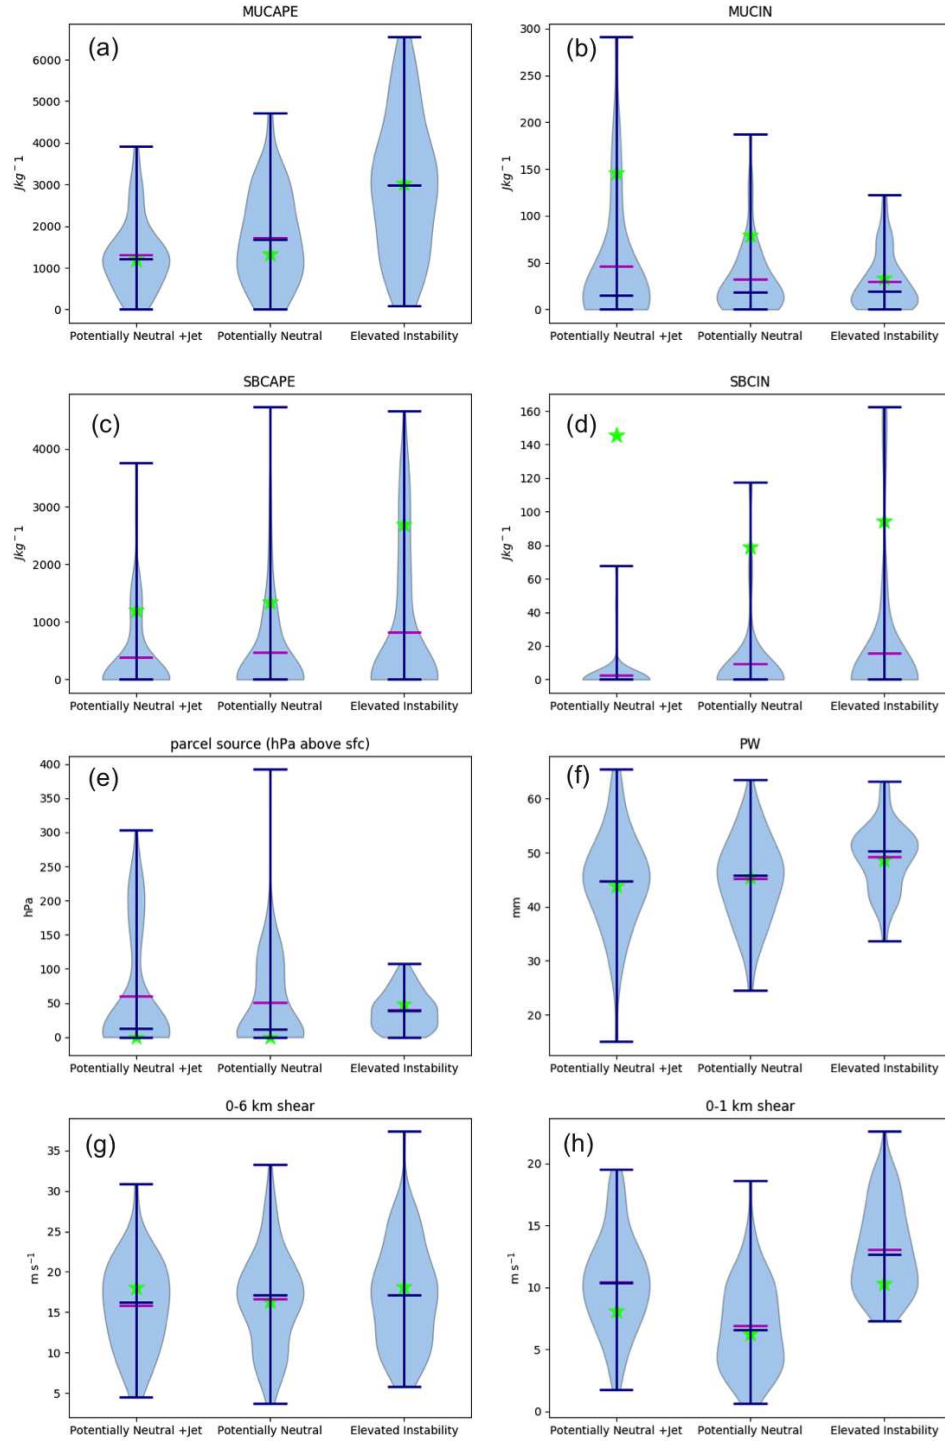 MUCAPE
(a)
6000
5000
4000
3000
2000
1000
0
Jkg^-1
Potentially Neutral +Jet Potentially Neutral Elevated Instability
MUCIN
(b)
300
250
200
150
100
50
0
Jkg^-1
Potentially Neutral +Jet Potentially Neutral Elevated Instability
SBCAPE
(c)
4000
3000
2000
1000
0
Jkg^-1
Potentially Neutral +Jet Potentially Neutral Elevated Instability
SBCIN
(d)
160
140
120
100
80
60
40
20
0
Jkg^-1
Potentially Neutral +Jet Potentially Neutral Elevated Instability
parcel source (hPa above sfc)
(e)
400
350
300
250
200
150
100
50
0
hPa
Potentially Neutral +Jet Potentially Neutral Elevated Instability
PW
(f)
60
50
40
30
20
mm
Potentially Neutral +Jet Potentially Neutral Elevated Instability
0-6 km shear
(g)
35
30
25
20
15
10
5
m s⁻¹
Potentially Neutral +Jet Potentially Neutral Elevated Instability
0-1 km shear
(h)
20
15
10
5
0
m s⁻¹
Potentially Neutral +Jet Potentially Neutral Elevated Instability